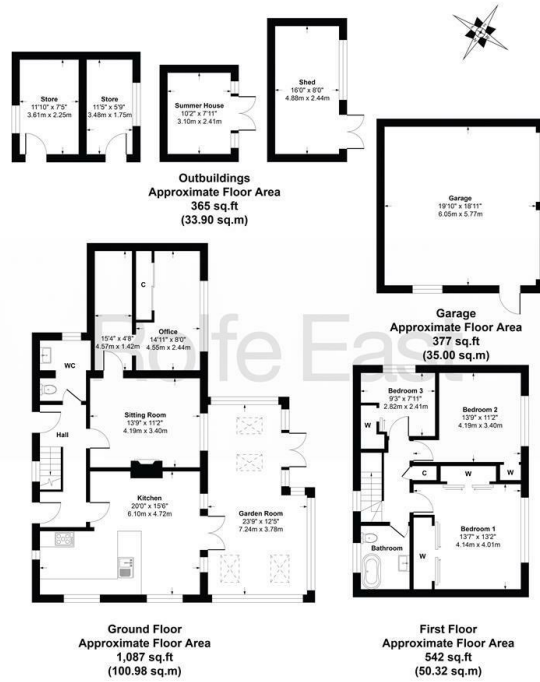 Store
11'10" x 7'5"
3.61m x 2.25m
Store
11'5" x 5'9"
3.48m x 1.75m
Summer House
10'2" x 7'11"
3.10m x 2.41m
Shed
16'0" x 8'0"
4.88m x 2.44m
Outbuildings
Approximate Floor Area
365 sq.ft
(33.90 sq.m)
Garage
19'10" x 18'11"
6.05m x 5.77m
Garage
Approximate Floor Area
377 sq.ft
(35.00 sq.m)
Rolfe East
C
15'4" x 4'8"
4.57m x 1.42m
Office
14'11" x 8'0"
4.55m x 2.44m
WC
Sitting Room
13'9" x 11'2"
4.19m x 3.40m
Hall
Kitchen
20'0" x 15'6"
6.10m x 4.72m
Garden Room
23'9" x 12'5"
7.24m x 3.78m
Ground Floor
Approximate Floor Area
1,087 sq.ft
(100.98 sq.m)
Bedroom 3
9'3" x 7'11"
2.82m x 2.41m
W
Bedroom 2
13'9" x 11'2"
4.19m x 3.40m
C
W
W
Bedroom 1
13'7" x 13'2"
4.14m x 4.01m
Bathroom
W
First Floor
Approximate Floor Area
542 sq.ft
(50.32 sq.m)